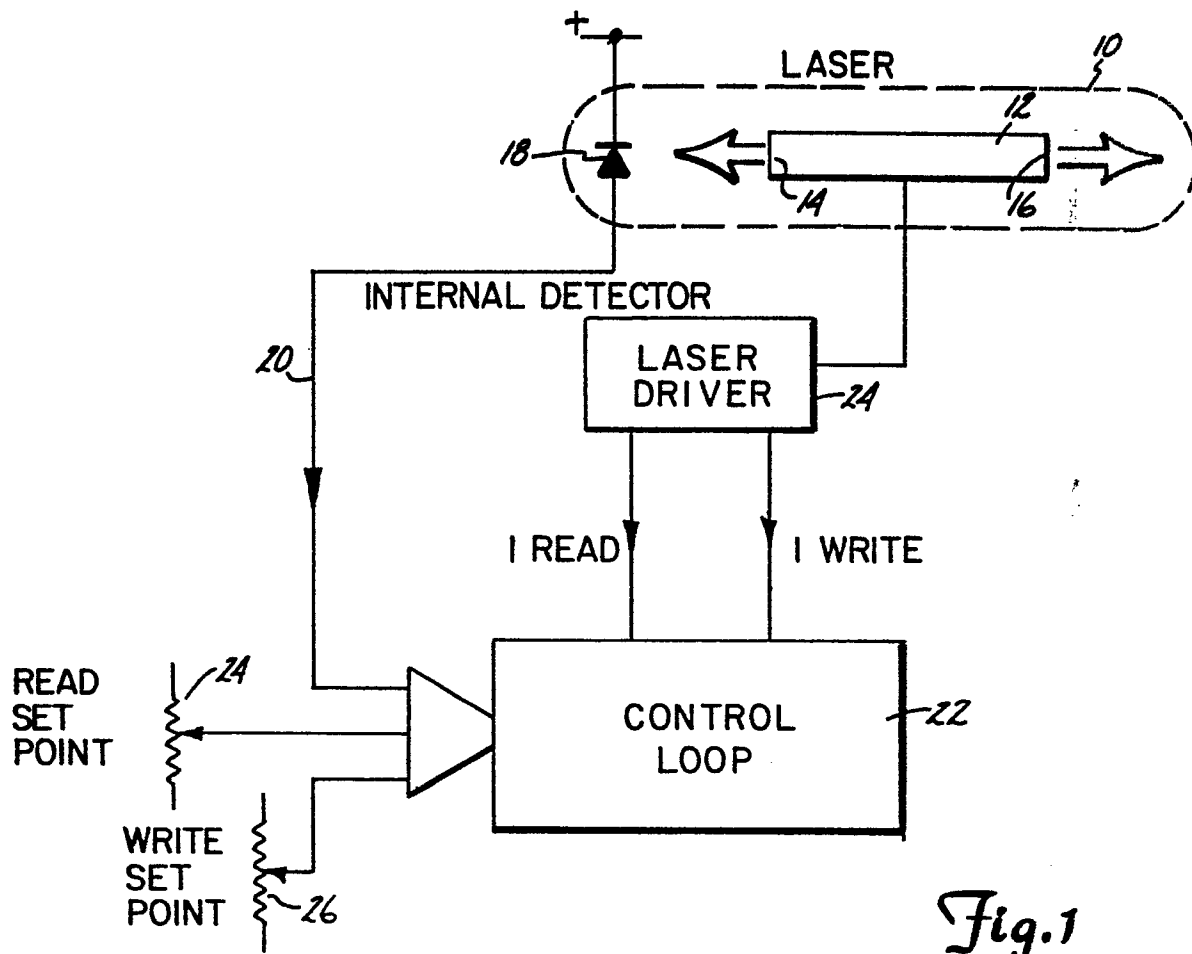 +
LASER
10
12
18
14
16
INTERNAL DETECTOR
20
LASER
DRIVER
24
I READ
I WRITE
READ
SET
POINT
24
CONTROL
LOOP
22
WRITE
SET
POINT
26
Fig. 1